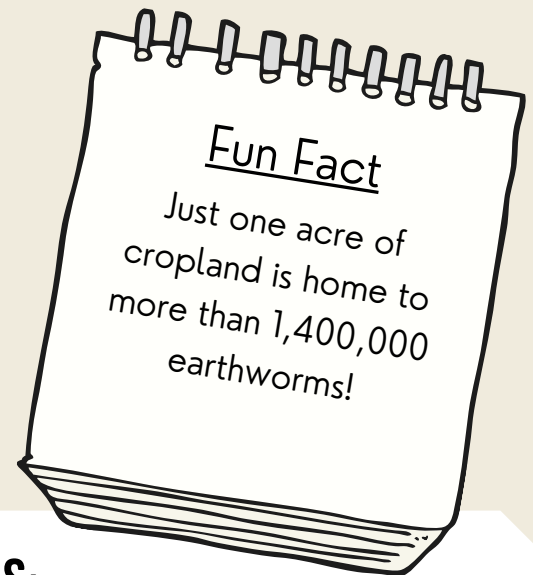 Fun Fact
Just one acre of
cropland is home to
more than 1,400,000
earthworms!